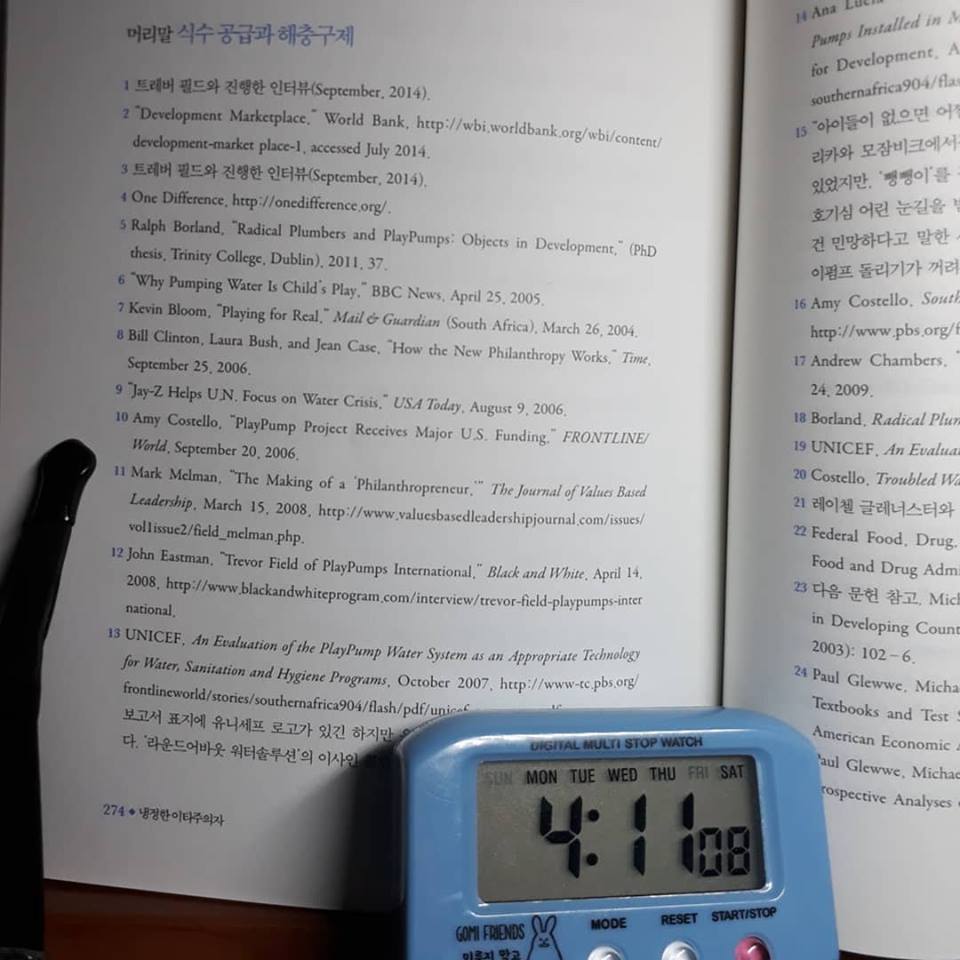 머리말 식수 공급과 해충구제
1 트레버 필드와 진행한 인터뷰(September, 2014).
2 "Development Marketplace," World Bank, http://wbi.worldbank.org/wbi/content/
development-market place-1, accessed July 2014.
3 트레버 필드와 진행한 인터뷰(September, 2014).
4 One Difference, http://onedifference.org/.
5 Ralph Borland, "Radical Plumbers and PlayPumps: Objects in Development," (PhD
thesis, Trinity College, Dublin), 2011, 37.
6 "Why Pumping Water Is Child's Play," BBC News, April 25, 2005.
7 Kevin Bloom, "Playing for Real," Mail & Guardian (South Africa), March 26, 2004.
8 Bill Clinton, Laura Bush, and Jean Case, "How the New Philanthropy Works," Time,
September 25, 2006.
9 "Jay-Z Helps U.N. Focus on Water Crisis," USA Today, August 9, 2006.
10 Amy Costello, "PlayPump Project Receives Major U.S. Funding," FRONTLINE/
World, September 20, 2006.
11 Mark Melman, "The Making of a 'Philanthropreneur,'" The Journal of Values Based
Leadership, March 15, 2008, http://www.valuesbasedleadershipjournal.com/issues/
vol1issue2/field_melman.php.
12 John Eastman, "Trevor Field of PlayPumps International," Black and White, April 14,
2008, http://www.blackandwhiteprogram.com/interview/trevor-field-playpumps-inter
national.
13 UNICEF, An Evaluation of the PlayPump Water System as an Appropriate Technology
for Water, Sanitation and Hygiene Programs, October 2007, http://www-tc.pbs.org/
frontlineworld/stories/southernafrica904/flash/pdf/
보고서 표지에 유니세프 로고가 있긴 하지만
다. '라운드어바웃 워터솔루션'의 이사인
274 ◆ 냉정한 이타주의자
14 Ana
Pumps Installed in
for Development,
southernafrica904/
15 "아이들이 없으면
리카와 모잠비크에서
있었지만, '뺑뺑이'를
호기심 어린 눈길을
건 민망하다고 말한
이펌프 돌리기가
16 Amy Costello,
http://www.pbs.org/
17 Andrew Chambers,
24, 2009.
18 Borland, Radical
19 UNICEF, An
20 Costello, Troubled
21 레이첼 글레너스터와
22 Federal Food, Drug,
Food and Drug
23 다음 문헌 참고.
in Developing
2003): 102-6.
24 Paul Glewwe,
Textbooks and Test
American Economic
Paul Glewwe,
Analyses
DIGITAL MULTI STOP WATCH
SUN MON TUE WED THU FRI SAT
4:11 08
GOMI FRIENDS
MODE RESET START/STOP
미루지 말고